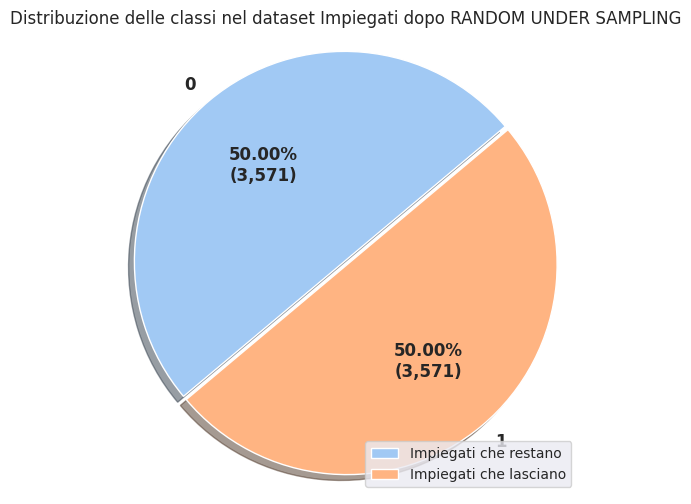 Distribuzione delle classi nel dataset Impiegati dopo RANDOM UNDER SAMPLING
0
50.00%
(3,571)
50.00%
(3,571)
1
Impiegati che restano
Impiegati che lasciano